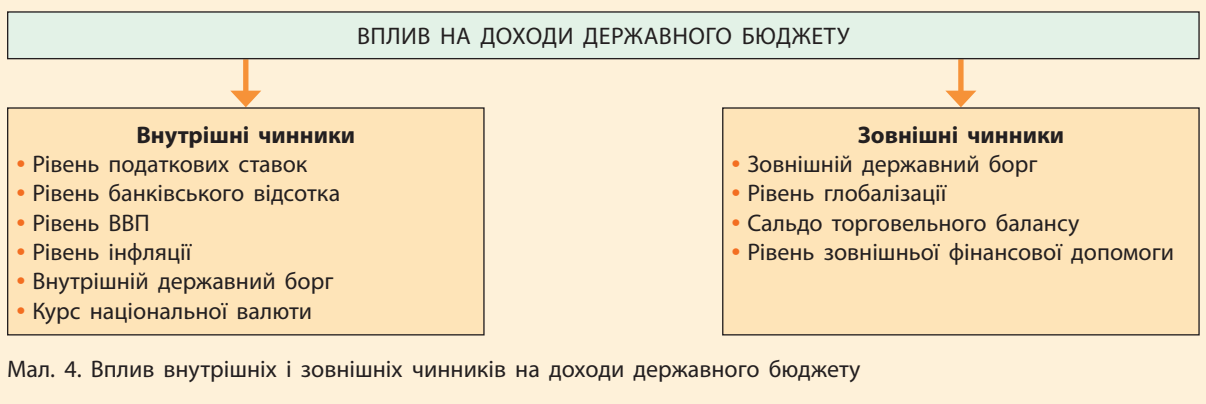 ВПЛИВ НА ДОХОДИ ДЕРЖАВНОГО БЮДЖЕТУ
Внутрішні чинники
• Рівень податкових ставок
• Рівень банківського відсотка
• Рівень ВВП
• Рівень інфляції
• Внутрішній державний борг
• Курс національної валюти
Зовнішні чинники
• Зовнішній державний борг
• Рівень глобалізації
• Сальдо торговельного балансу
• Рівень зовнішньої фінансової допомоги
Мал. 4. Вплив внутрішніх і зовнішніх чинників на доходи державного бюджету